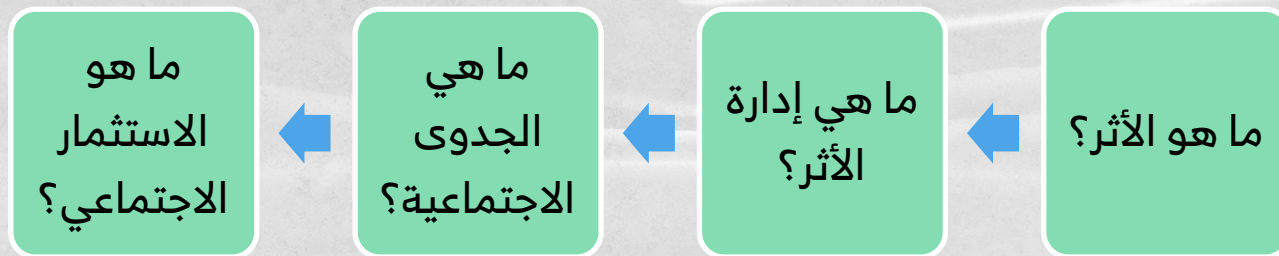 ما هو الأثر؟
ما هي إدارة
الأثر؟
ما هي
الجدوى
الاجتماعية؟
ما هو
الاستثمار
الاجتماعي؟